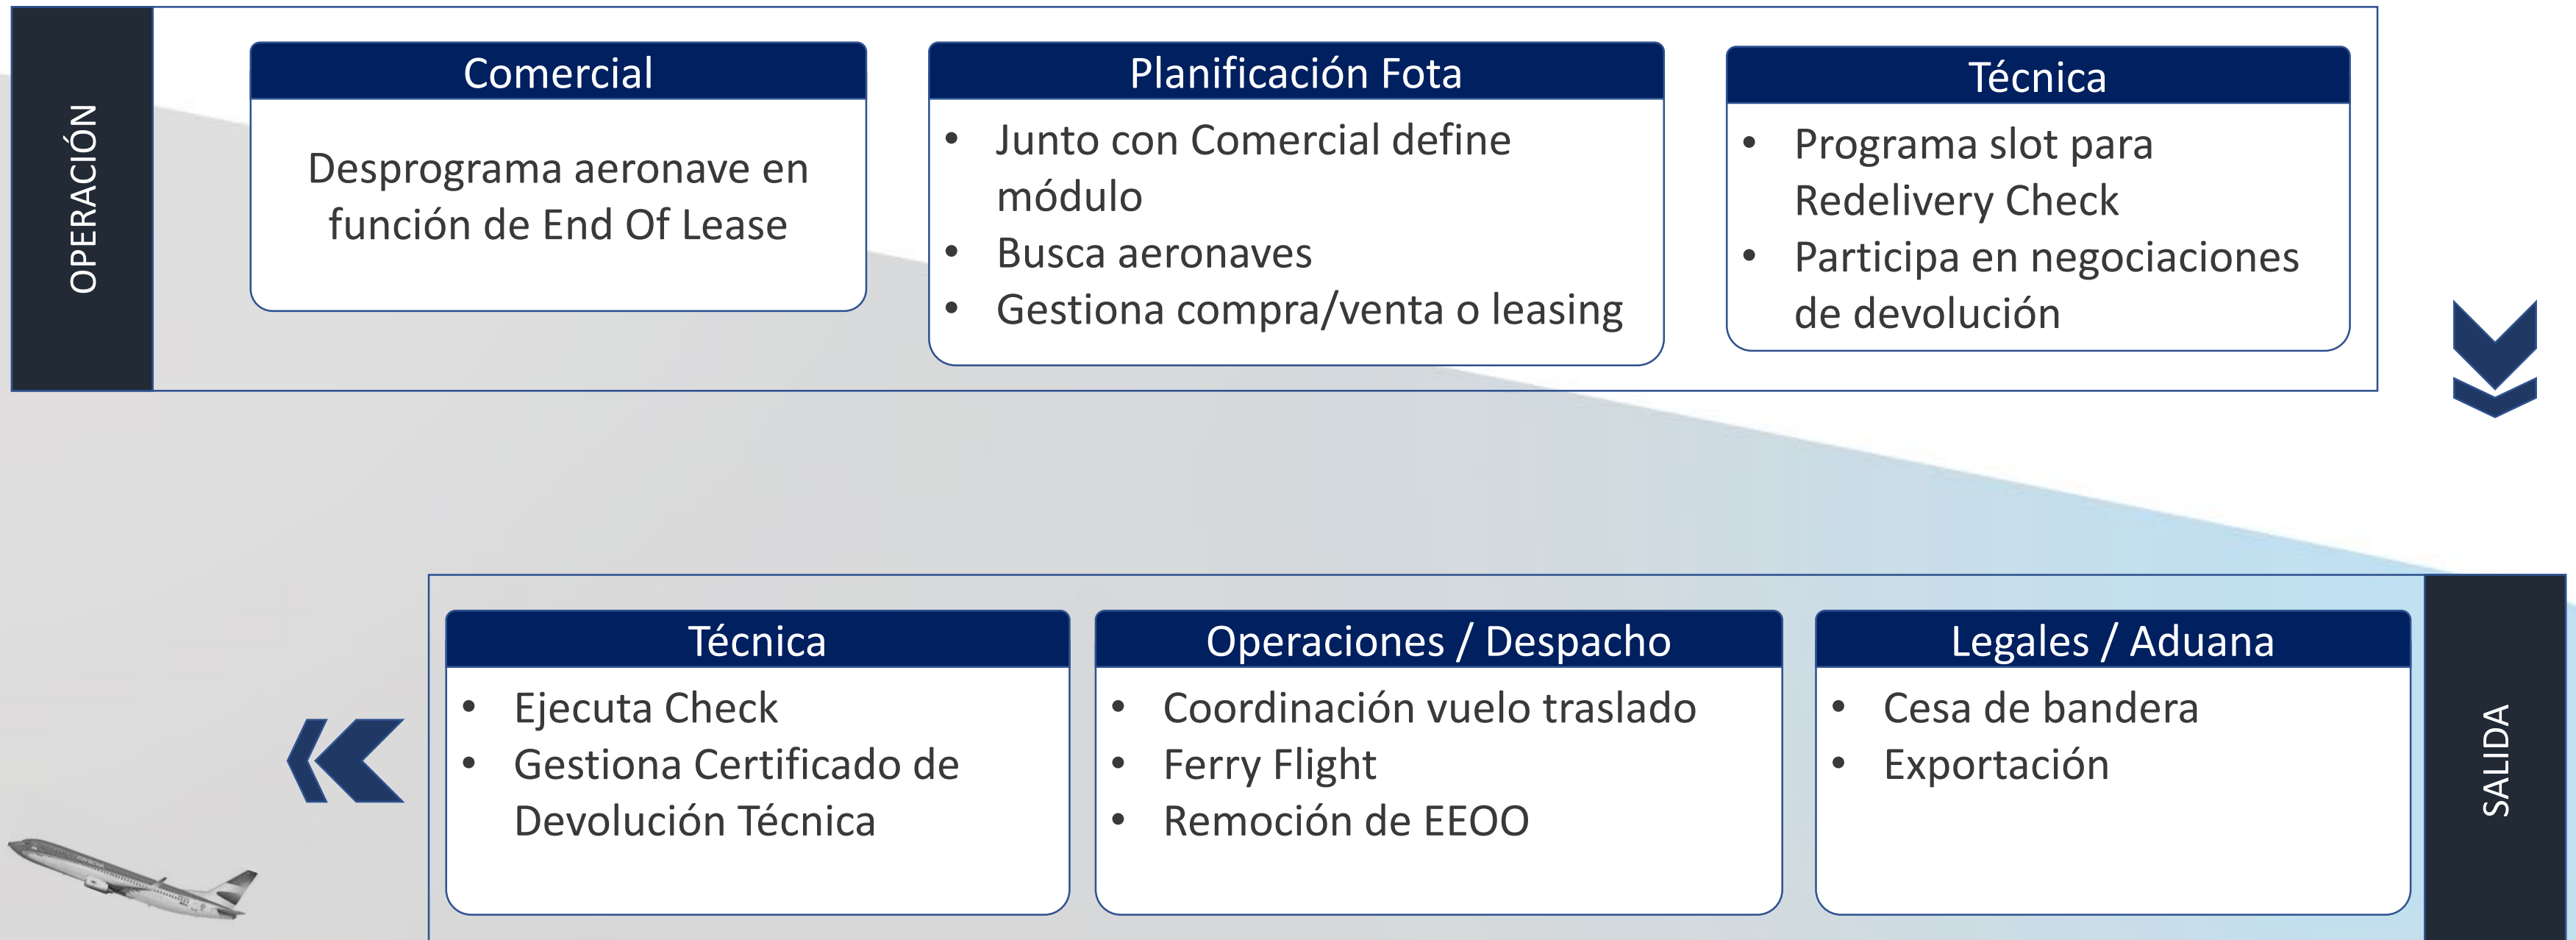 OPERACIÓN
Comercial
Desprograma aeronave en
función de End Of Lease
Planificación Fota
• Junto con Comercial define
módulo
• Busca aeronaves
• Gestiona compra/venta o leasing
Técnica
• Programa slot para
Redelivery Check
• Participa en negociaciones
de devolución
Técnica
• Ejecuta Check
• Gestiona Certificado de
Devolución Técnica
Operaciones / Despacho
• Coordinación vuelo traslado
• Ferry Flight
• Remoción de EEOO
Legales / Aduana
• Cesa de bandera
• Exportación
SALIDA